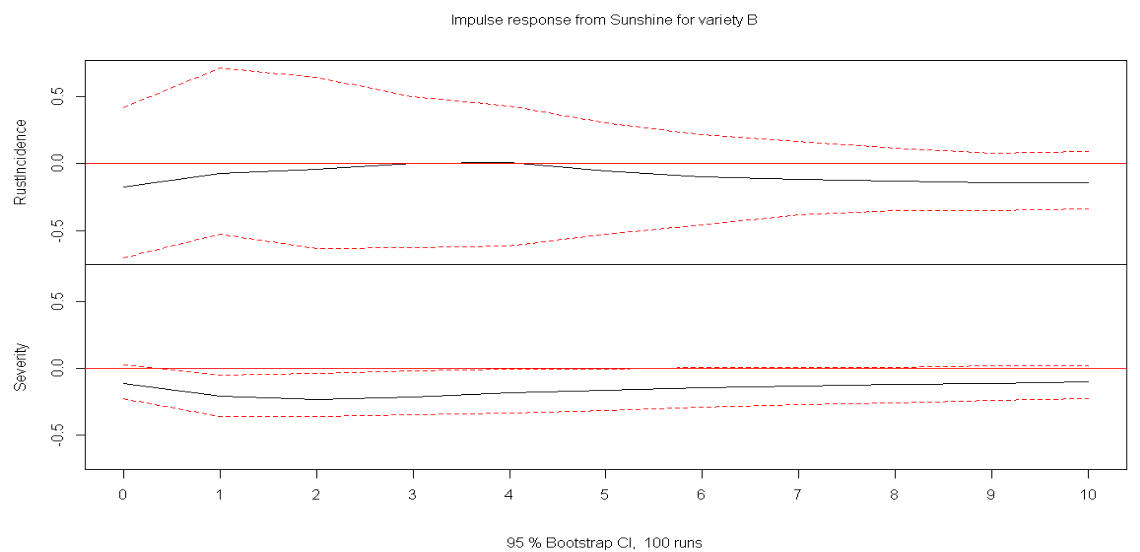 Impulse response from Sunshine for variety B
RustIncidence
0.5
0.0
-0.5
Severity
0.5
0.0
-0.5
0 1 2 3 4 5 6 7 8 9 10
95 % Bootstrap CI, 100 runs